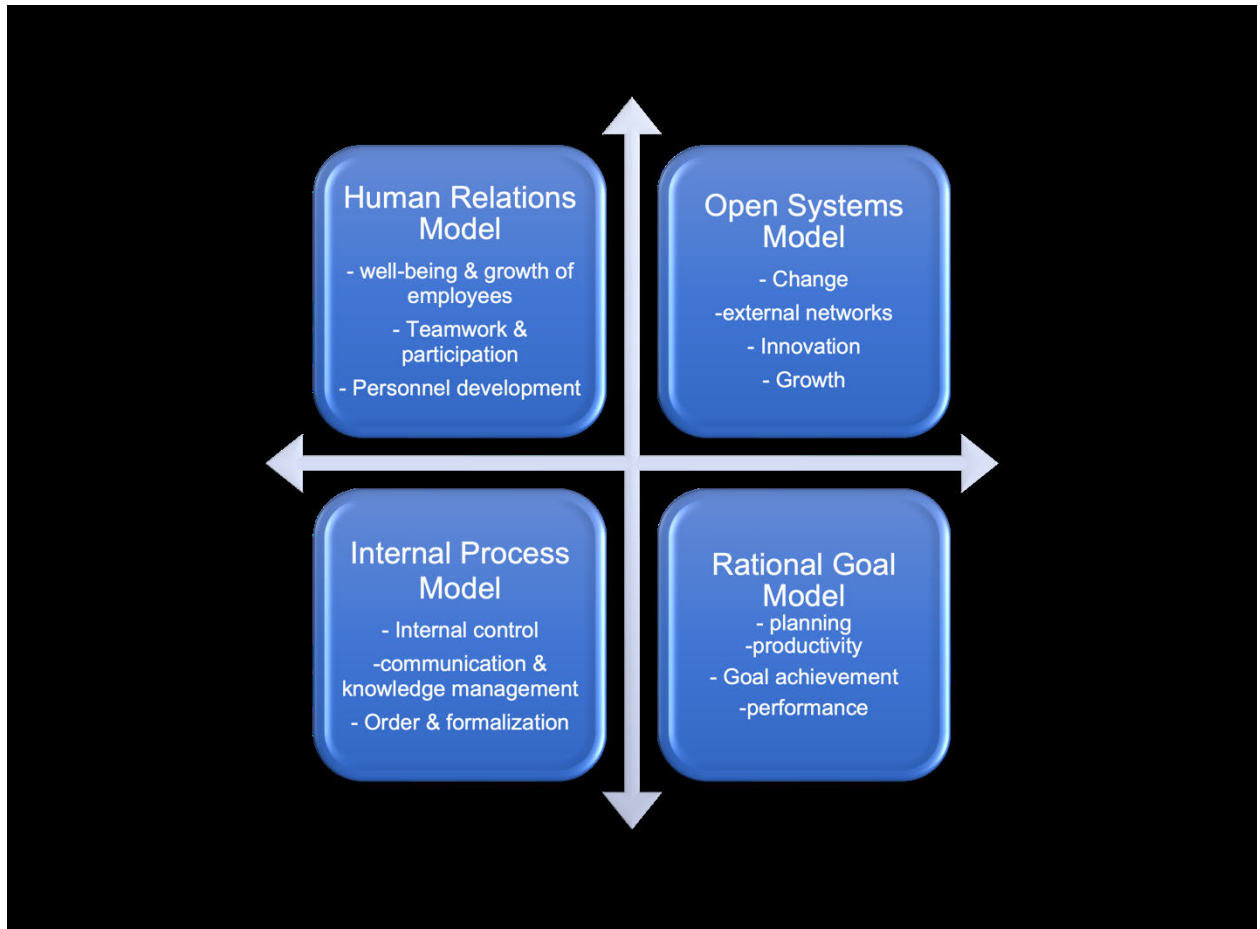 Human Relations
Model
- well-being & growth of
employees
- Teamwork &
participation
- Personnel development
Open Systems
Model
- Change
-external networks
- Innovation
- Growth
Internal Process
Model
- Internal control
-communication &
knowledge management
- Order & formalization
Rational Goal
Model
- planning
-productivity
- Goal achievement
-performance